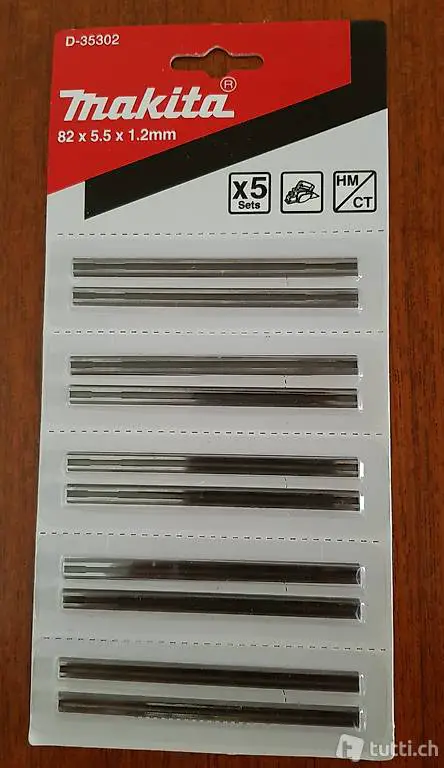 D-35302
makita®
82 x 5.5 x 1.2mm
x5
Sets
HM/CT
tutti.ch